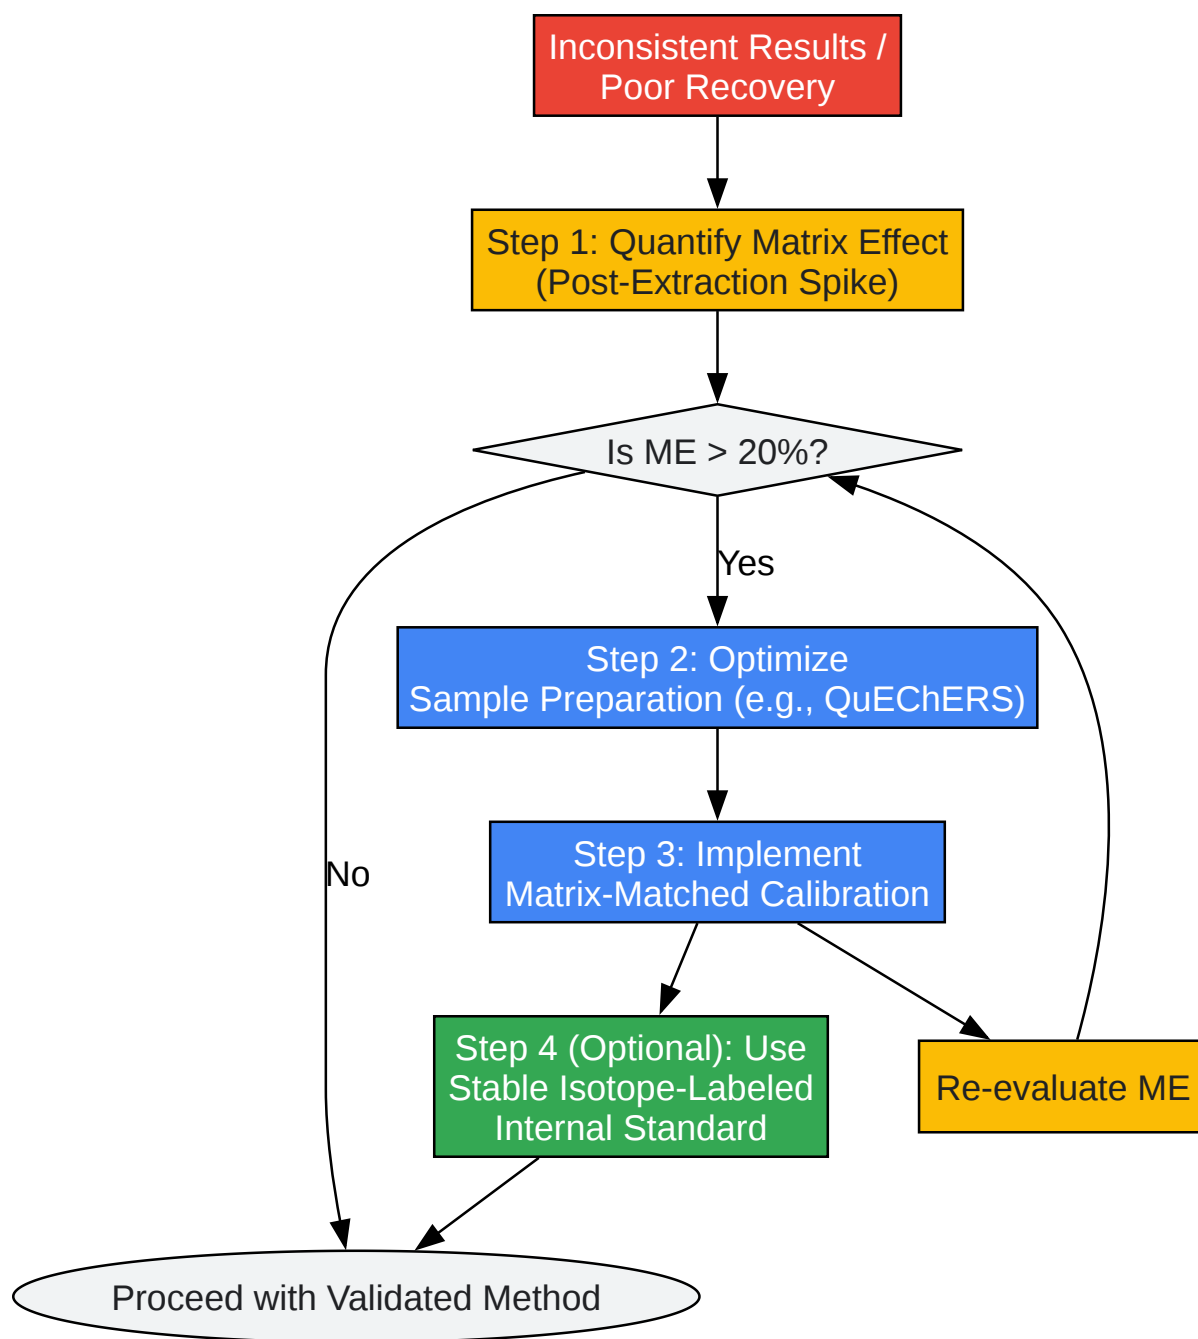 Inconsistent Results /
Poor Recovery
Step 1: Quantify Matrix Effect
(Post-Extraction Spike)
Is ME > 20%?
Yes
Step 2: Optimize
Sample Preparation (e.g., QuEChERS)
Step 3: Implement
Matrix-Matched Calibration
No
Step 4 (Optional): Use
Stable Isotope-Labeled
Internal Standard
Re-evaluate ME
Proceed with Validated Method